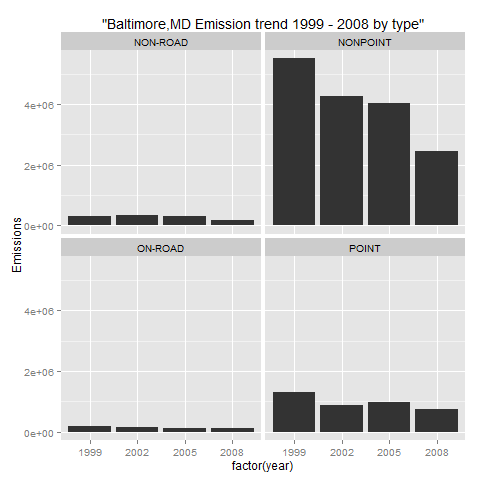 "Baltimore,MD Emission trend 1999 - 2008 by type"
NON-ROAD
NONPOINT
4e+06
2e+06
0e+00
Emissions
ON-ROAD
POINT
4e+06
2e+06
0e+00
1999 2002 2005 2008
1999 2002 2005 2008
factor(year)